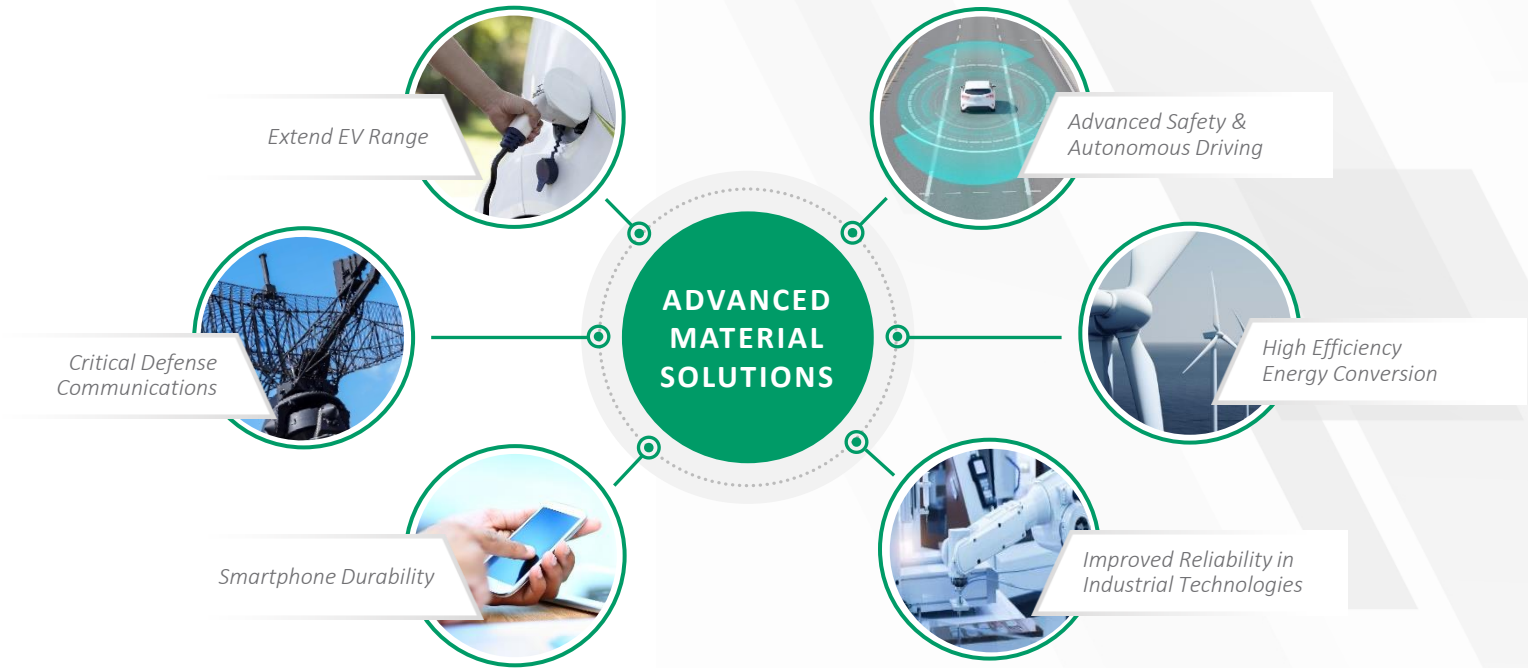 Extend EV Range
Advanced Safety &
Autonomous Driving
ADVANCED
MATERIAL
SOLUTIONS
Critical Defense
Communications
High Efficiency
Energy Conversion
Smartphone Durability
Improved Reliability in
Industrial Technologies